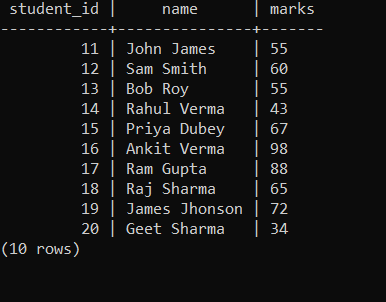 student_id | name | marks
------------+---------------+-------
11 | John James | 55
12 | Sam Smith | 60
13 | Bob Roy | 55
14 | Rahul Verma | 43
15 | Priya Dubey | 67
16 | Ankit Verma | 98
17 | Ram Gupta | 88
18 | Raj Sharma | 65
19 | James Jhonson | 72
20 | Geet Sharma | 34
(10 rows)